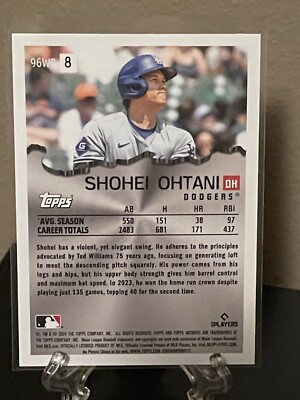 96WS 8
SHOHEI OHTANI DH
DODGERS®
Topps
AB H HR RBI
AVG. SEASON 550 151 38 97
CAREER TOTALS 2483 681 171 437
Shohei has a violent, yet elegant swing. He adheres to the principles
advocated by Ted Williams 75 years ago, focusing on generating loft
to meet the descending pitch squarely. His power comes from his
legs and hips, but his upper body strength gives him barrel control
and maximum bat speed. In 2023, he won the home run crown despite
playing just 135 games, topping 40 for the second time.
PLAYERS